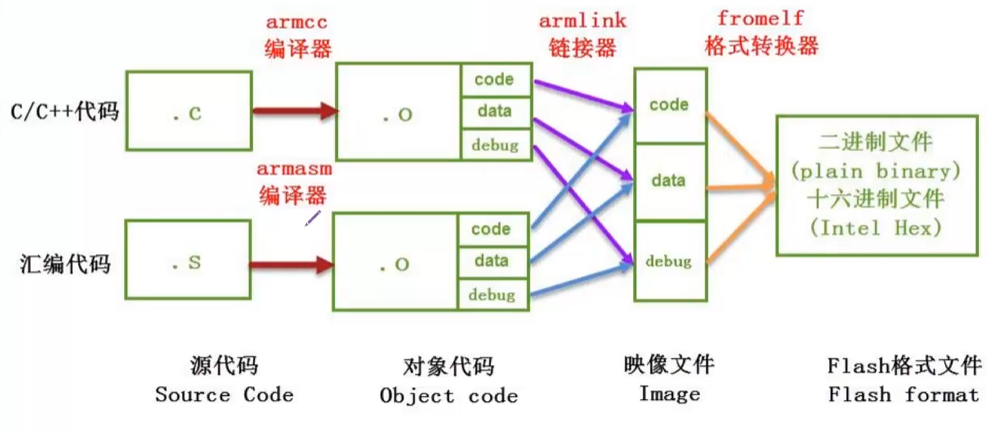 armcc
编译器
armlink
链接器
fromelf
格式转换器
C/C++代码
.C
.O
code
data
debug
code
data
debug
二进制文件
(plain binary)
十六进制文件
(Intel Hex)
armasm
编译器
汇编代码
.S
.O
code
data
debug
源代码
Source Code
对象代码
Object code
映像文件
Image
Flash格式文件
Flash format